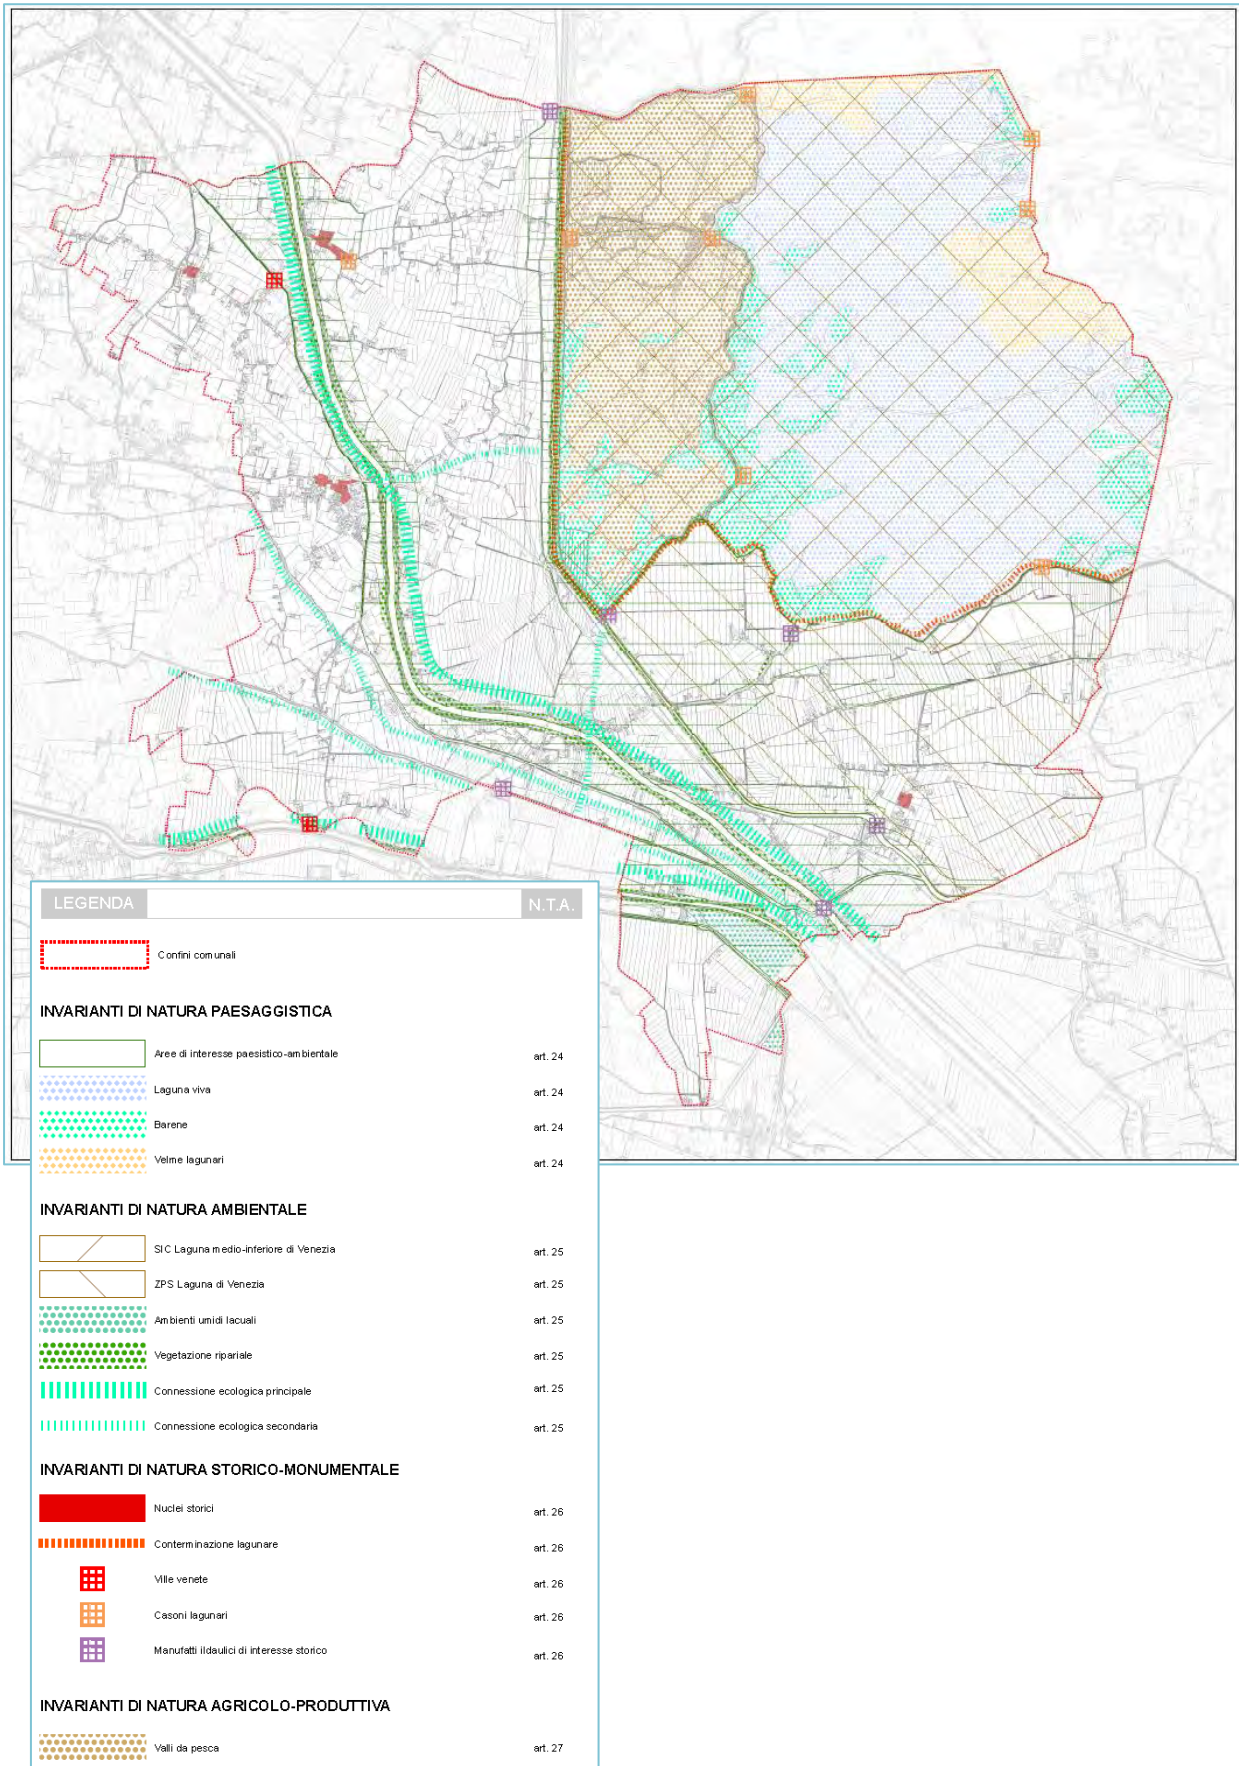 LEGENDA N.T.A.
Confini comunali
INVARIANTI DI NATURA PAESAGGISTICA
Aree di interesse paesistico-ambientale art. 24
Laguna viva art. 24
Barene art. 24
Velme lagunari art. 24
INVARIANTI DI NATURA AMBIENTALE
SIC Laguna medio-inferiore di Venezia art. 25
ZPS Laguna di Venezia art. 25
Ambienti umidi lacuali art. 25
Vegetazione ripariale art. 25
Connessione ecologica principale art. 25
Connessione ecologica secondaria art. 25
INVARIANTI DI NATURA STORICO-MONUMENTALE
Nuclei storici art. 26
Conterminazione lagunare art. 26
Ville venete art. 26
Casoni lagunari art. 26
Manufatti ildaulici di interesse storico art. 26
INVARIANTI DI NATURA AGRICOLO-PRODUTTIVA
Valli da pesca art. 27